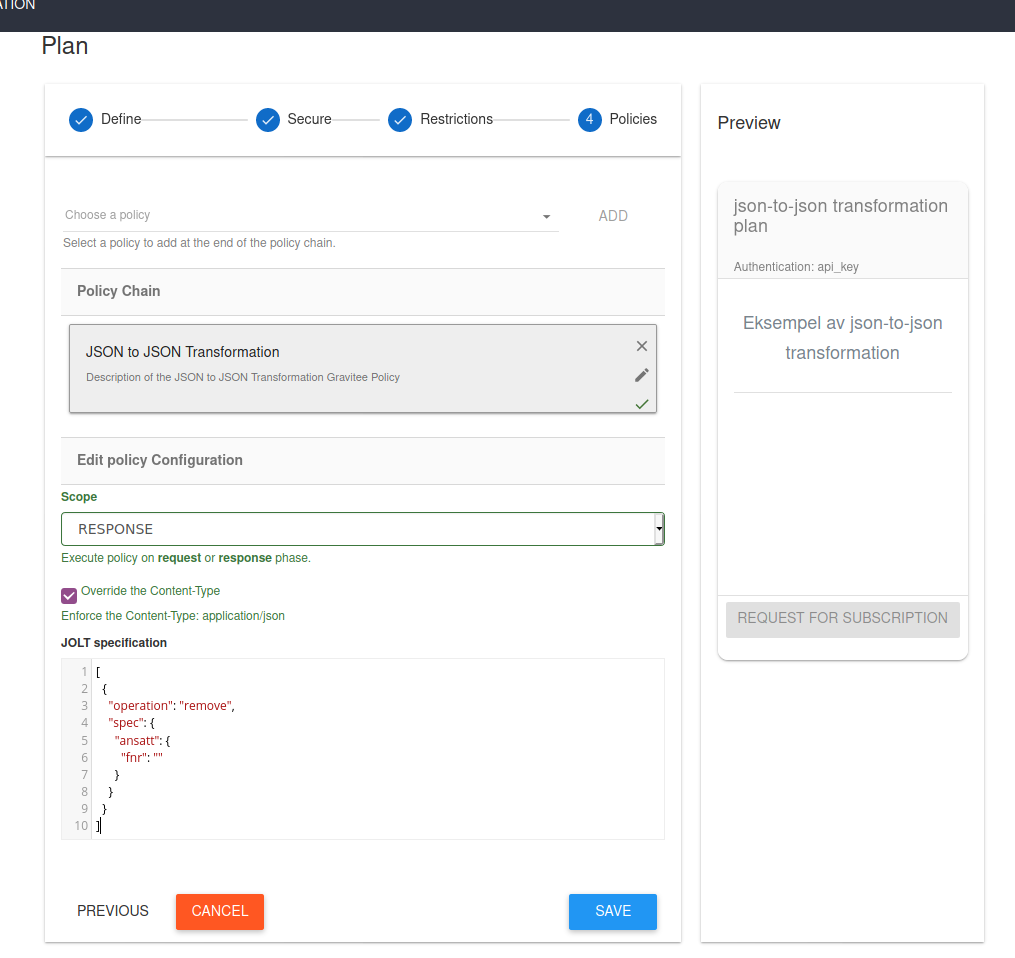 Plan
Define
Secure
Restrictions
4 Policies
Choose a policy
ADD
Select a policy to add at the end of the policy chain.
Policy Chain
JSON to JSON Transformation
Description of the JSON to JSON Transformation Gravitee Policy
Edit policy Configuration
Scope
RESPONSE
Execute policy on request or response phase.
Override the Content-Type
Enforce the Content-Type: application/json
JOLT specification
1 [
2 {
3 "operation": "remove",
4 "spec": {
5 "ansatt": {
6 "fnr": ""
7 }
8 }
9 }
10 ]
PREVIOUS
CANCEL
SAVE
Preview
json-to-json transformation
plan
Authentication: api_key
Eksempel av json-to-json
transformation
REQUEST FOR SUBSCRIPTION